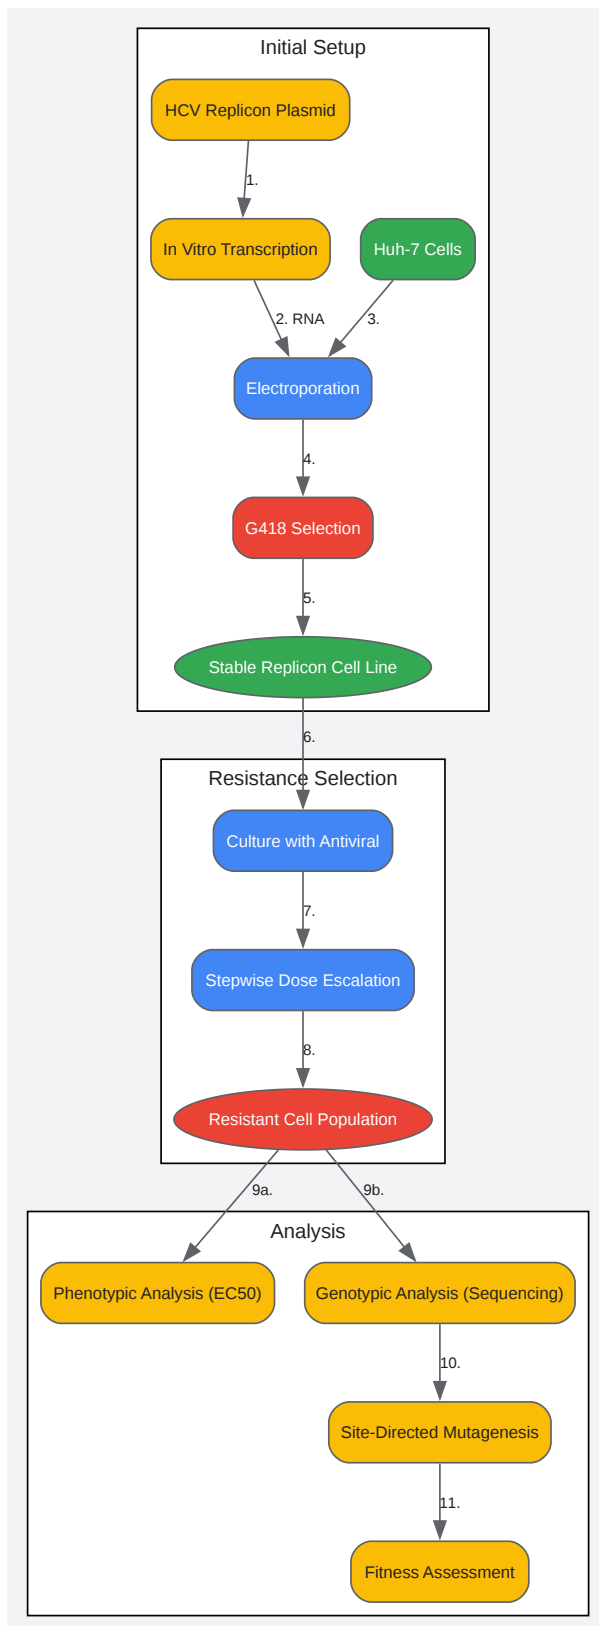 Initial Setup
HCV Replicon Plasmid
1.
In Vitro Transcription
Huh-7 Cells
2. RNA
3.
Electroporation
4.
G418 Selection
5.
Stable Replicon Cell Line
6.
Resistance Selection
Culture with Antiviral
7.
Stepwise Dose Escalation
8.
Resistant Cell Population
9a.
9b.
Analysis
Phenotypic Analysis (EC50)
Genotypic Analysis (Sequencing)
10.
Site-Directed Mutagenesis
11.
Fitness Assessment